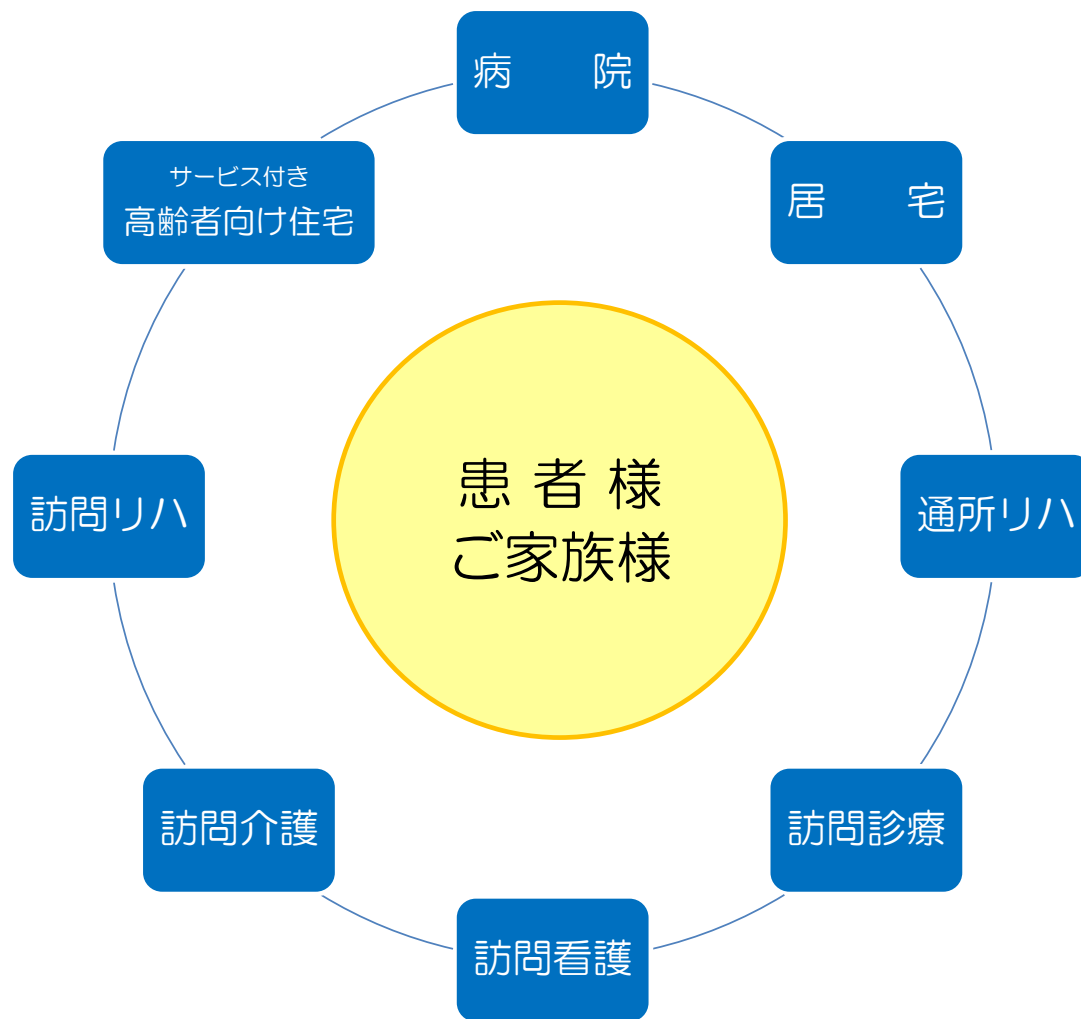 病　　院
居　　宅
通所リハ
訪問診療
訪問看護
訪問介護
訪問リハ
サービス付き
高齢者向け住宅
患 者 様
ご家族様